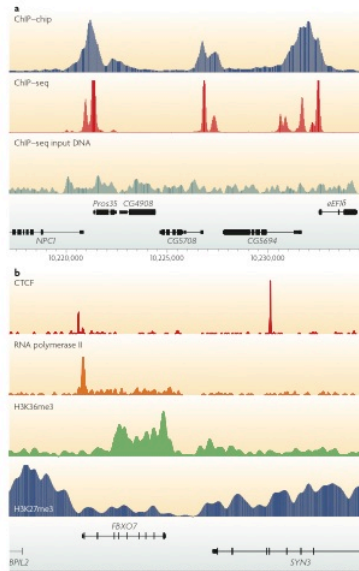 a
ChIP-chip
ChIP-seq
ChIP-seq input DNA
Pros35 CG4908 eEFIδ
NPC1 CG5708 CG5694
10,220,000 10,225,000 10,230,000
b
CTCF
RNA polymerase II
H3K36me3
H3K27me3
FBXO7
BPIL2 SYN3